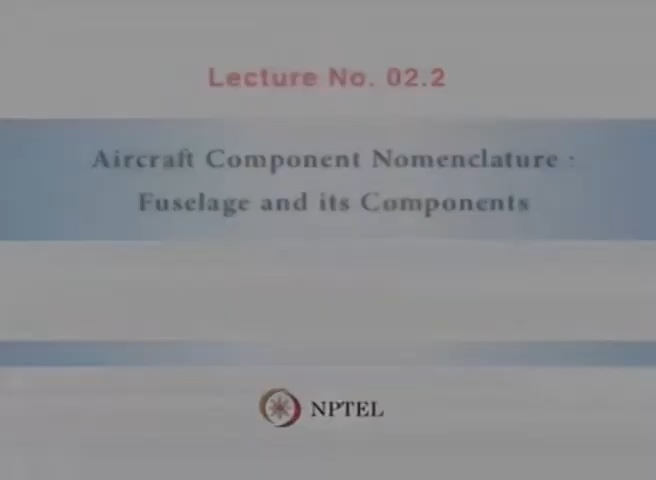 Lecture No. 02.2
Aircraft Component Nomenclature :
Fuselage and its Components
NPTEL